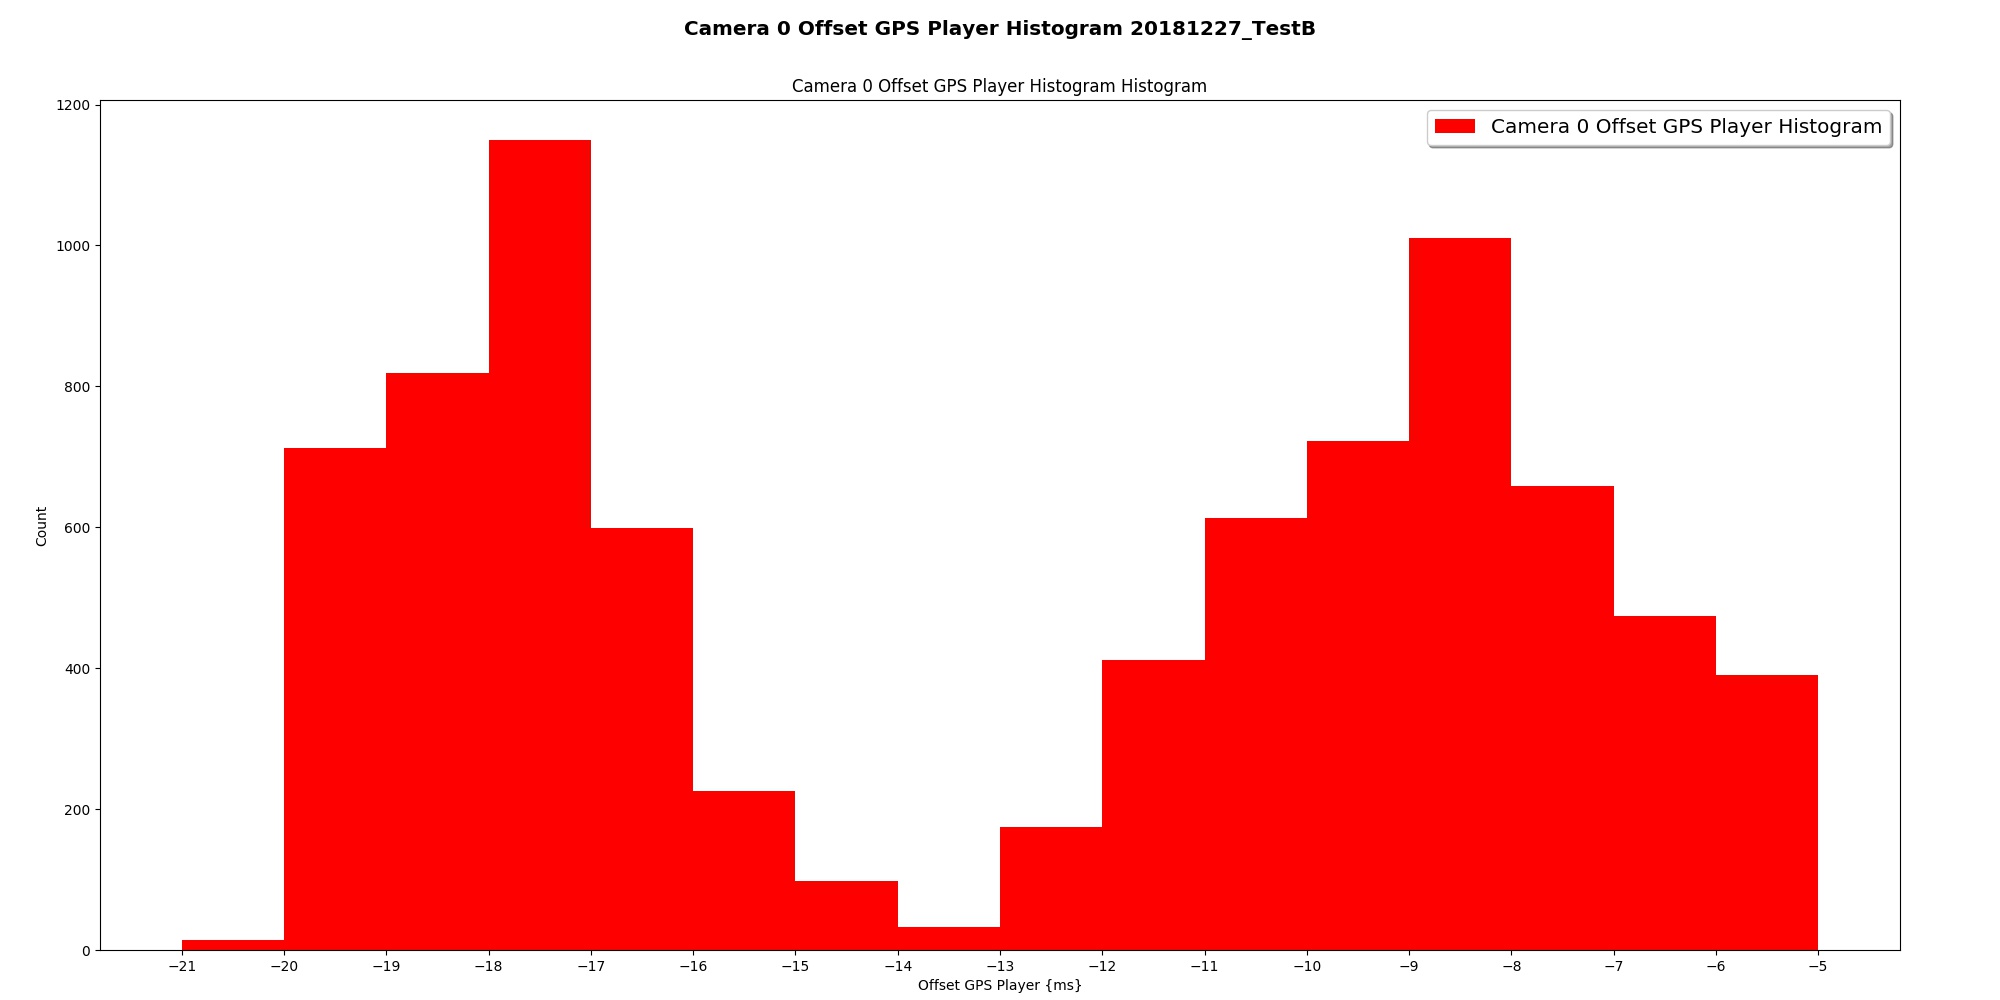 Camera 0 Offset GPS Player Histogram 20181227_TestB
Camera 0 Offset GPS Player Histogram Histogram
Camera 0 Offset GPS Player Histogram
1200
1000
800
600
400
200
0
Count
−21 −20 −19 −18 −17 −16 −15 −14 −13 −12 −11 −10 −9 −8 −7 −6 −5
Offset GPS Player {ms}